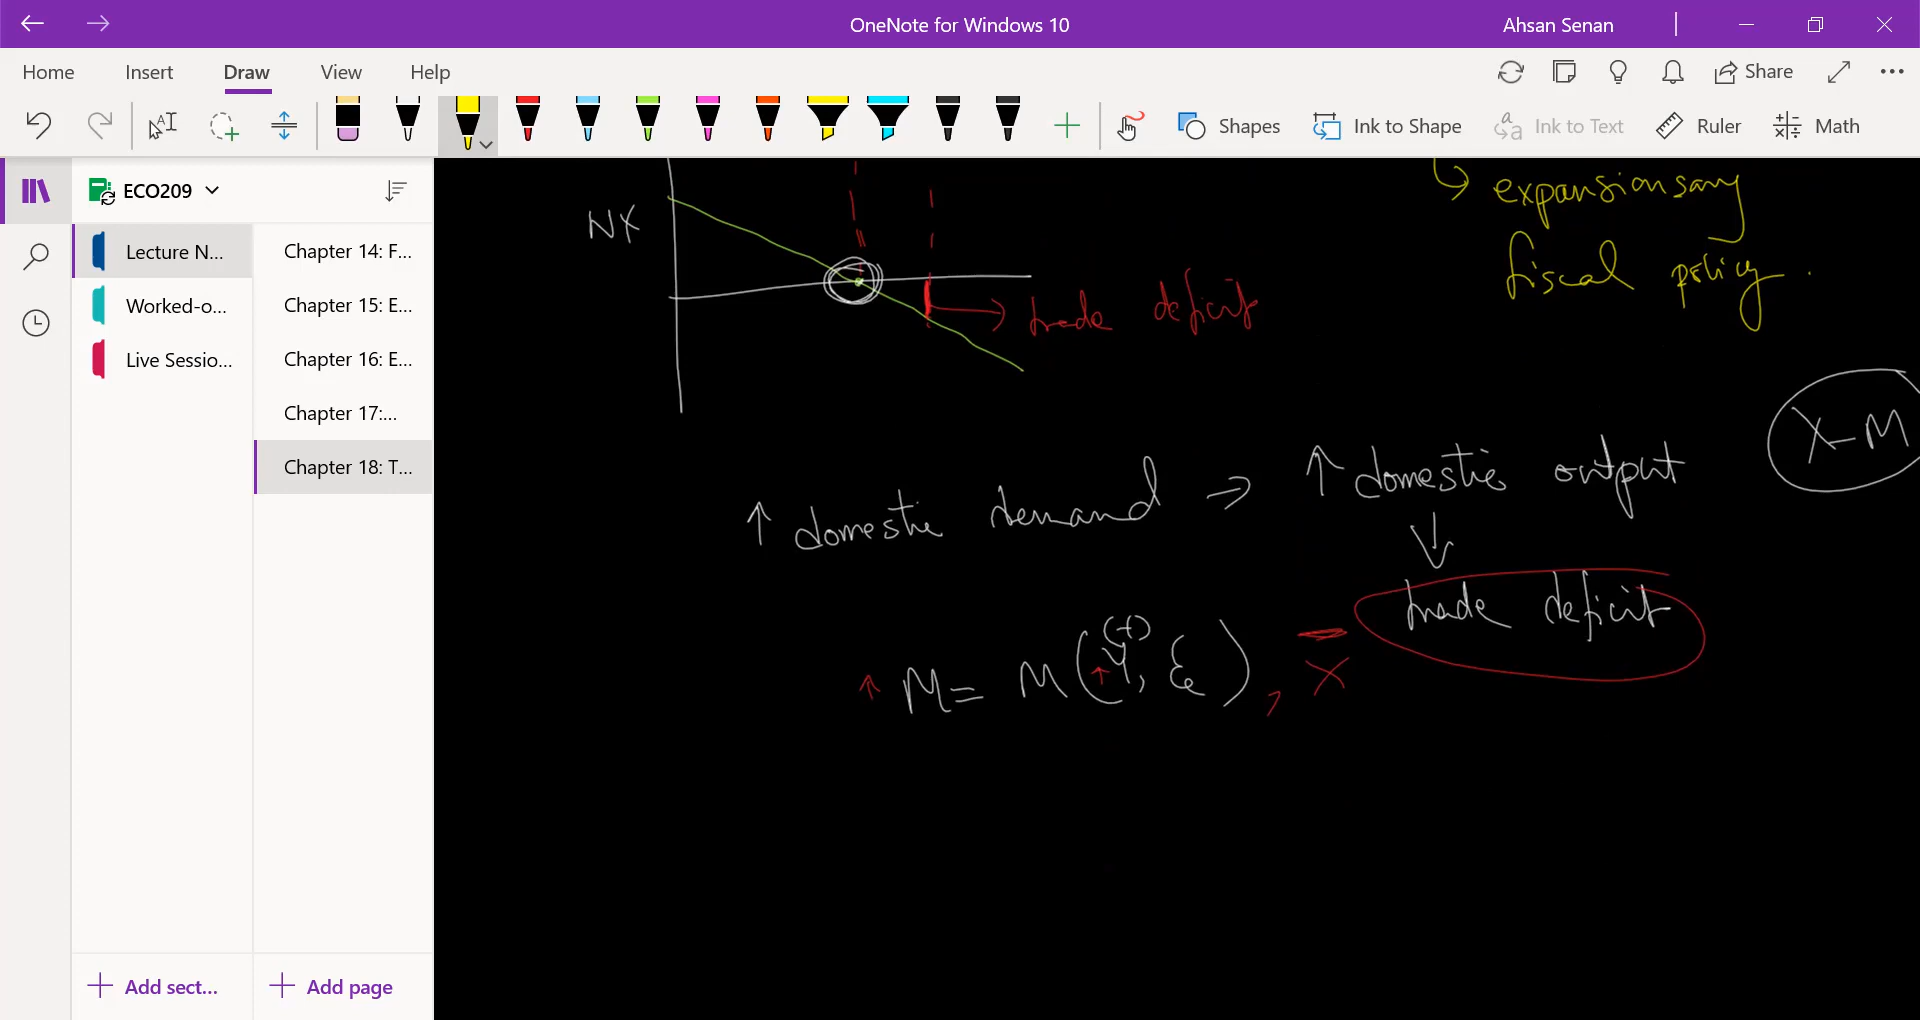 OneNote for Windows 10
Ahsan Senan
Home Insert Draw View Help
Share
Shapes Ink to Shape Ink to Text Ruler Math
ECO209
Lecture N...
Worked-o...
Live Sessio...
Chapter 14: F...
Chapter 15: E...
Chapter 16: E...
Chapter 17:...
Chapter 18: T...
Add sect...
Add page
NX
trade deficit
↳ expansionsary
fiscal policy.
X-M
↑ domestic demand → ↑ domestic output
↓
trade deficit
(+)
↑ M = M(↑Y, ε), X̄